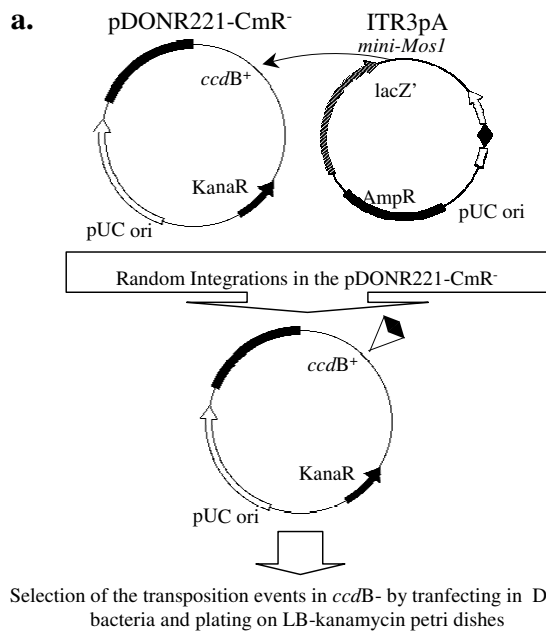 a.
pDONR221-CmR-
ITR3pA
mini-Mos1
ccdB+
lacZ'
KanaR
AmpR
pUC ori
pUC ori
Random Integrations in the pDONR221-CmR-
ccdB+
KanaR
pUC ori
Selection of the transposition events in ccdB- by tranfecting in D
bacteria and plating on LB-kanamycin petri dishes